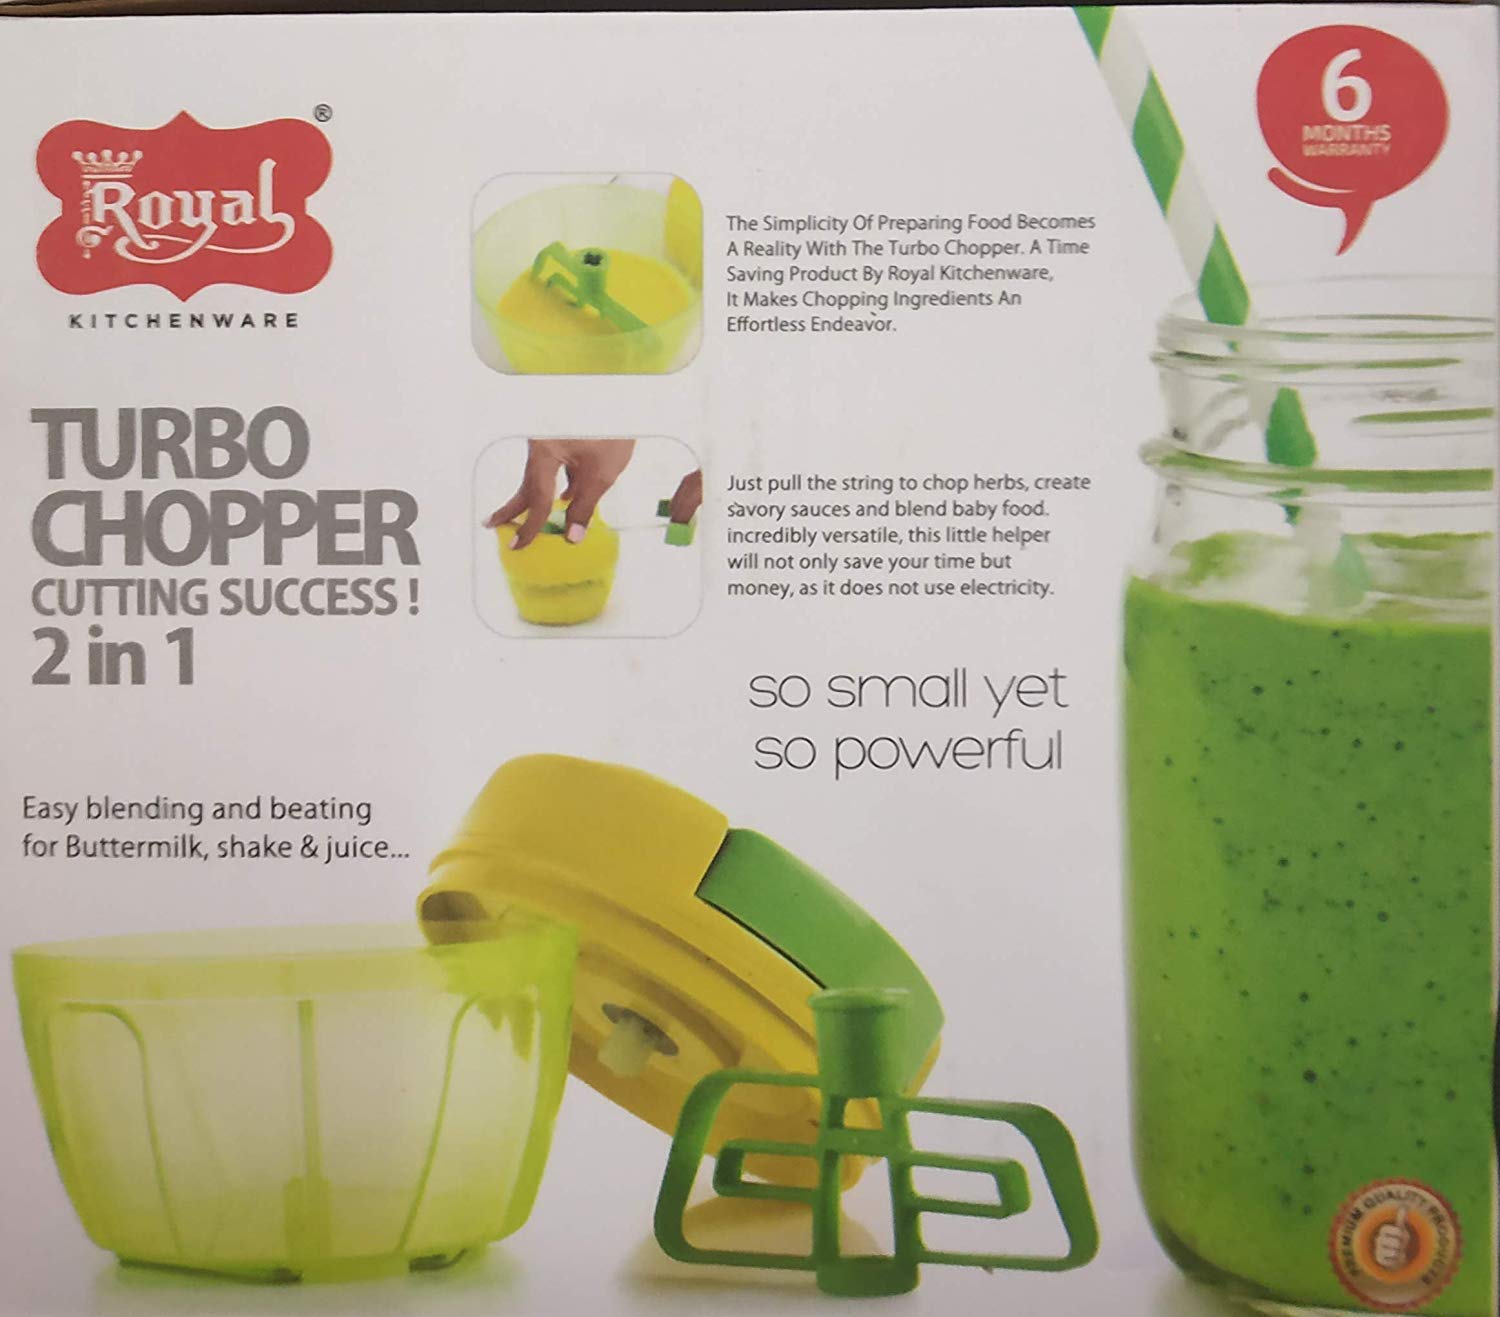 Royal
®
KITCHENWARE
TURBO
CHOPPER
CUTTING SUCCESS !
2 in 1
Easy blending and beating
for Buttermilk, shake & juice...
The Simplicity Of Preparing Food Becomes
A Reality With The Turbo Chopper. A Time
Saving Product By Royal Kitchenware,
It Makes Chopping Ingredients An
Effortless Endeavor.
Just pull the string to chop herbs, create
savory sauces and blend baby food.
incredibly versatile, this little helper
will not only save your time but
money, as it does not use electricity.
so small yet
so powerful
6
MONTHS
WARRANTY
PREMIUM QUALITY PRODUCTS